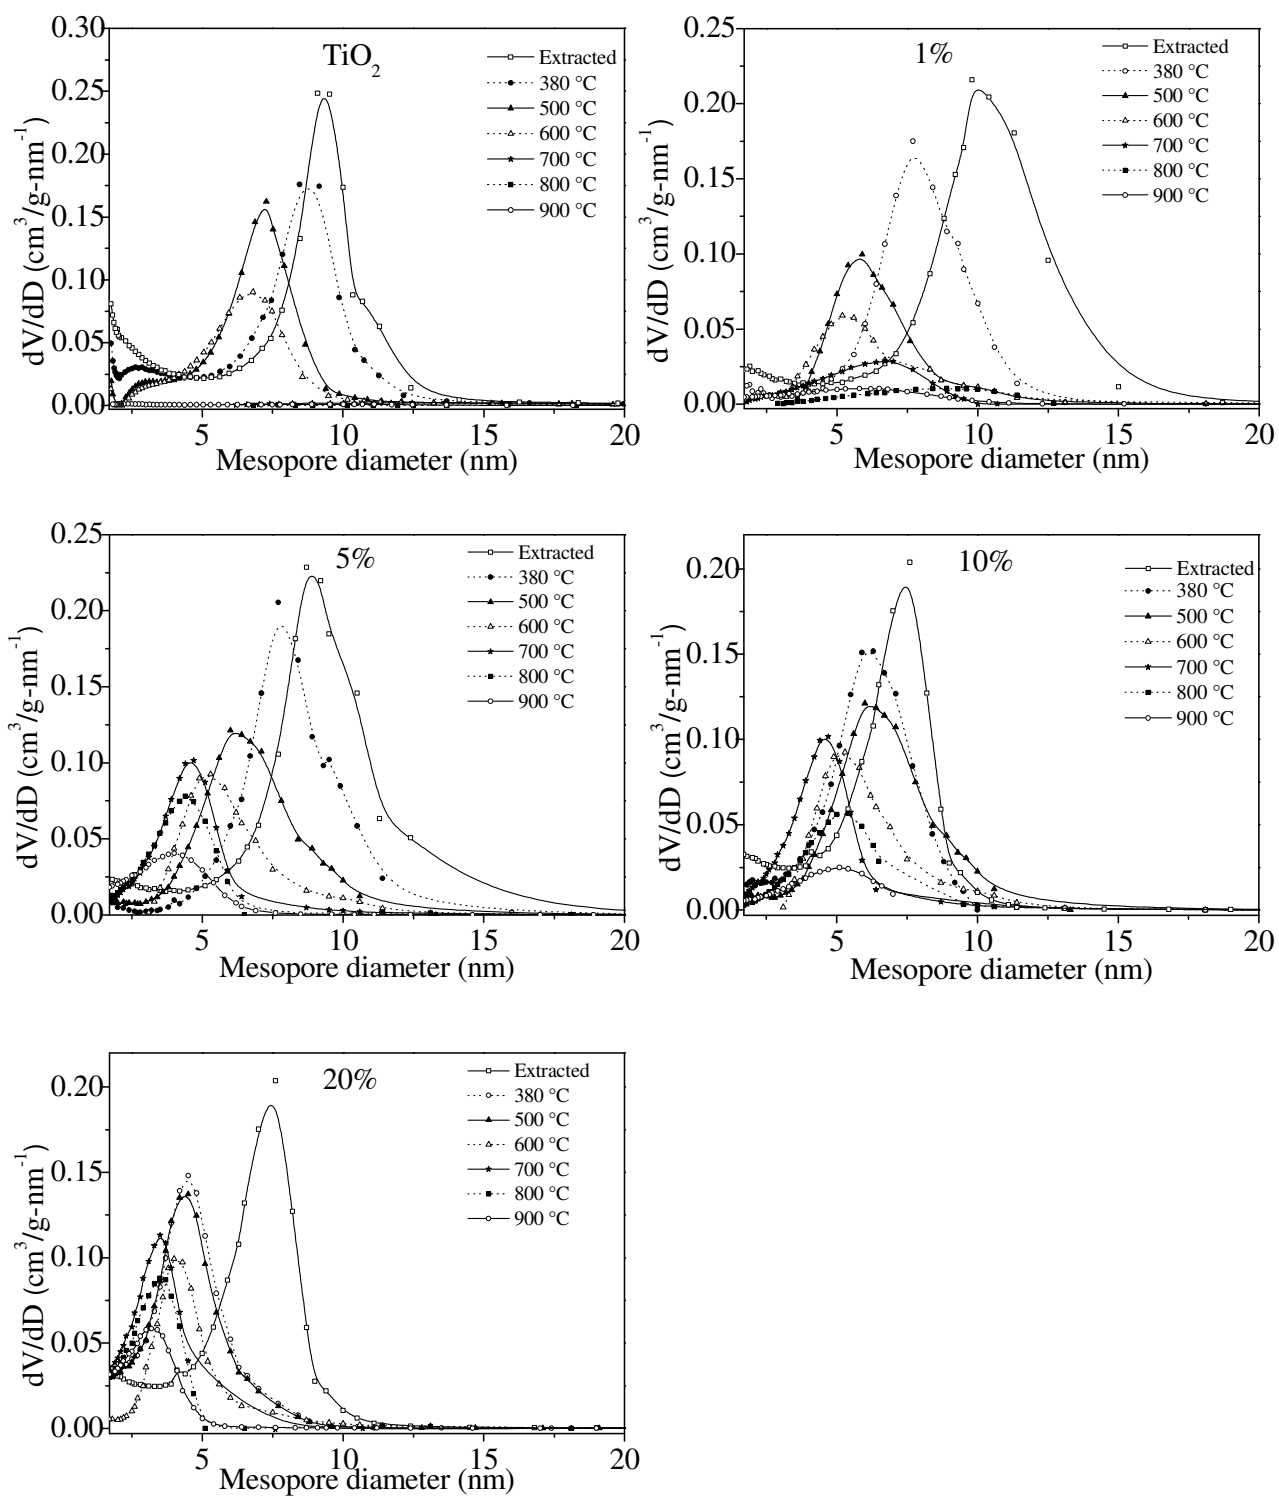 TiO2
0.30
0.25
0.20
0.15
0.10
0.05
0.00
5 10 15 20
dV/dD (cm3/g-nm-1)
Mesopore diameter (nm)
Extracted
380 °C
500 °C
600 °C
700 °C
800 °C
900 °C
1%
0.25
0.20
0.15
0.10
0.05
0.00
5 10 15 20
dV/dD (cm3/g-nm-1)
Mesopore diameter (nm)
Extracted
380 °C
500 °C
600 °C
700 °C
800 °C
900 °C
5%
0.25
0.20
0.15
0.10
0.05
0.00
5 10 15 20
dV/dD (cm3/g-nm-1)
Mesopore diameter (nm)
Extracted
380 °C
500 °C
600 °C
700 °C
800 °C
900 °C
10%
0.20
0.15
0.10
0.05
0.00
5 10 15 20
dV/dD (cm3/g-nm-1)
Mesopore diameter (nm)
Extracted
380 °C
500 °C
600 °C
700 °C
800 °C
900 °C
20%
0.20
0.15
0.10
0.05
0.00
5 10 15 20
dV/dD (cm3/g-nm-1)
Mesopore diameter (nm)
Extracted
380 °C
500 °C
600 °C
700 °C
800 °C
900 °C